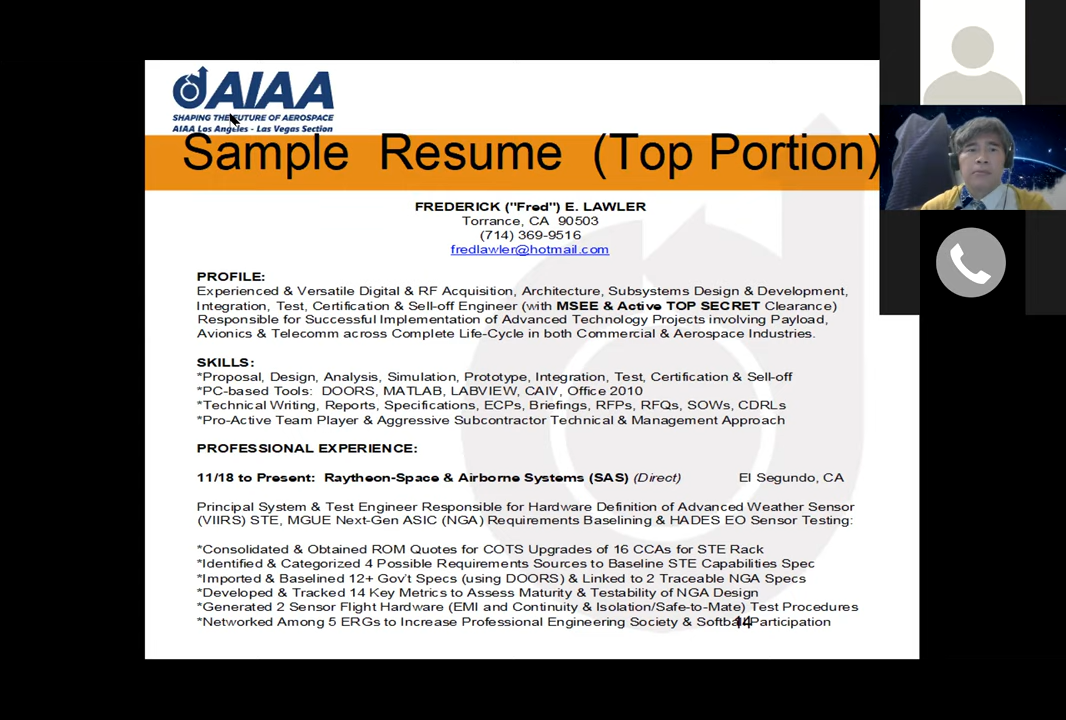 AIAA
SHAPING THE FUTURE OF AEROSPACE
AIAA Los Angeles - Las Vegas Section
Sample Resume (Top Portion)
FREDERICK ("Fred") E. LAWLER
Torrance, CA 90503
(714) 369-9516
fredlawler@hotmail.com
PROFILE:
Experienced & Versatile Digital & RF Acquisition, Architecture, Subsystems Design & Development,
Integration, Test, Certification & Sell-off Engineer (with MSEE & Active TOP SECRET Clearance)
Responsible for Successful Implementation of Advanced Technology Projects involving Payload,
Avionics & Telecomm across Complete Life-Cycle in both Commercial & Aerospace Industries.
SKILLS:
*Proposal, Design, Analysis, Simulation, Prototype, Integration, Test, Certification & Sell-off
*PC-based Tools: DOORS, MATLAB, LABVIEW, CAIV, Office 2010
*Technical Writing, Reports, Specifications, ECPs, Briefings, RFPs, RFQs, SOWs, CDRLs
*Pro-Active Team Player & Aggressive Subcontractor Technical & Management Approach
PROFESSIONAL EXPERIENCE:
11/18 to Present: Raytheon-Space & Airborne Systems (SAS) (Direct) El Segundo, CA
Principal System & Test Engineer Responsible for Hardware Definition of Advanced Weather Sensor
(VIIRS) STE, MGUE Next-Gen ASIC (NGA) Requirements Baselining & HADES EO Sensor Testing:
*Consolidated & Obtained ROM Quotes for COTS Upgrades of 16 CCAs for STE Rack
*Identified & Categorized 4 Possible Requirements Sources to Baseline STE Capabilities Spec
*Imported & Baselined 12+ Gov't Specs (using DOORS) & Linked to 2 Traceable NGA Specs
*Developed & Tracked 14 Key Metrics to Assess Maturity & Testability of NGA Design
*Generated 2 Sensor Flight Hardware (EMI and Continuity & Isolation/Safe-to-Mate) Test Procedures
*Networked Among 5 ERGs to Increase Professional Engineering Society & Softball Participation
14